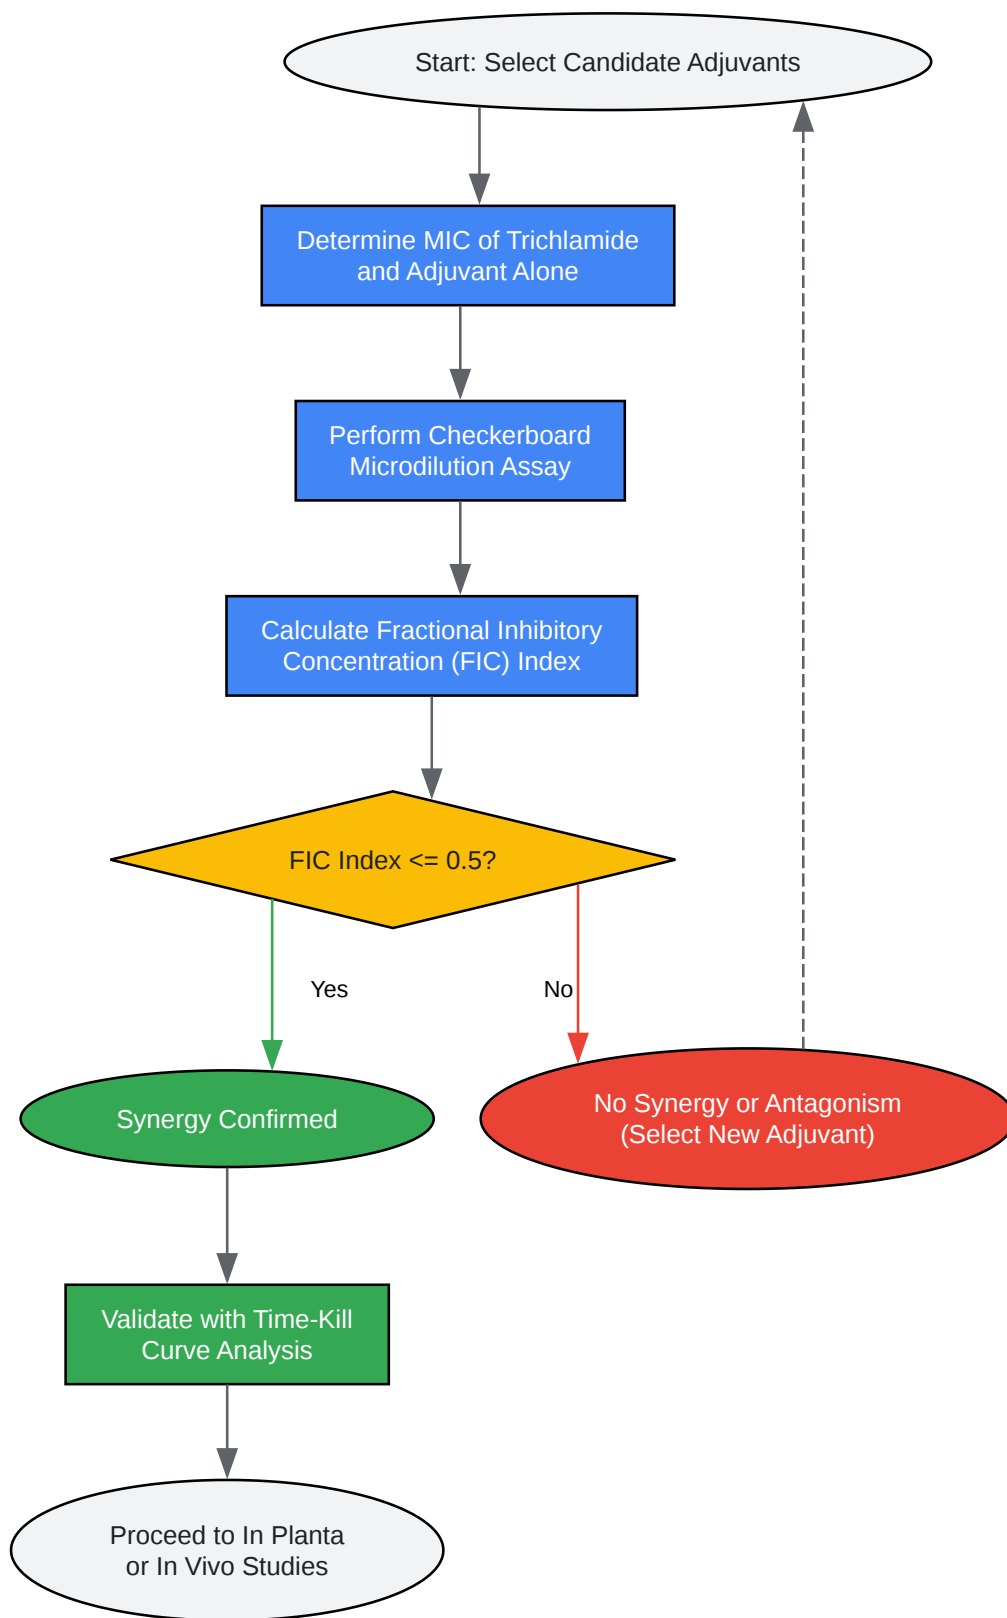 Start: Select Candidate Adjuvants
Determine MIC of Trichlamide
and Adjuvant Alone
Perform Checkerboard
Microdilution Assay
Calculate Fractional Inhibitory
Concentration (FIC) Index
FIC Index <= 0.5?
Yes
No
Synergy Confirmed
No Synergy or Antagonism
(Select New Adjuvant)
Validate with Time-Kill
Curve Analysis
Proceed to In Planta
or In Vivo Studies